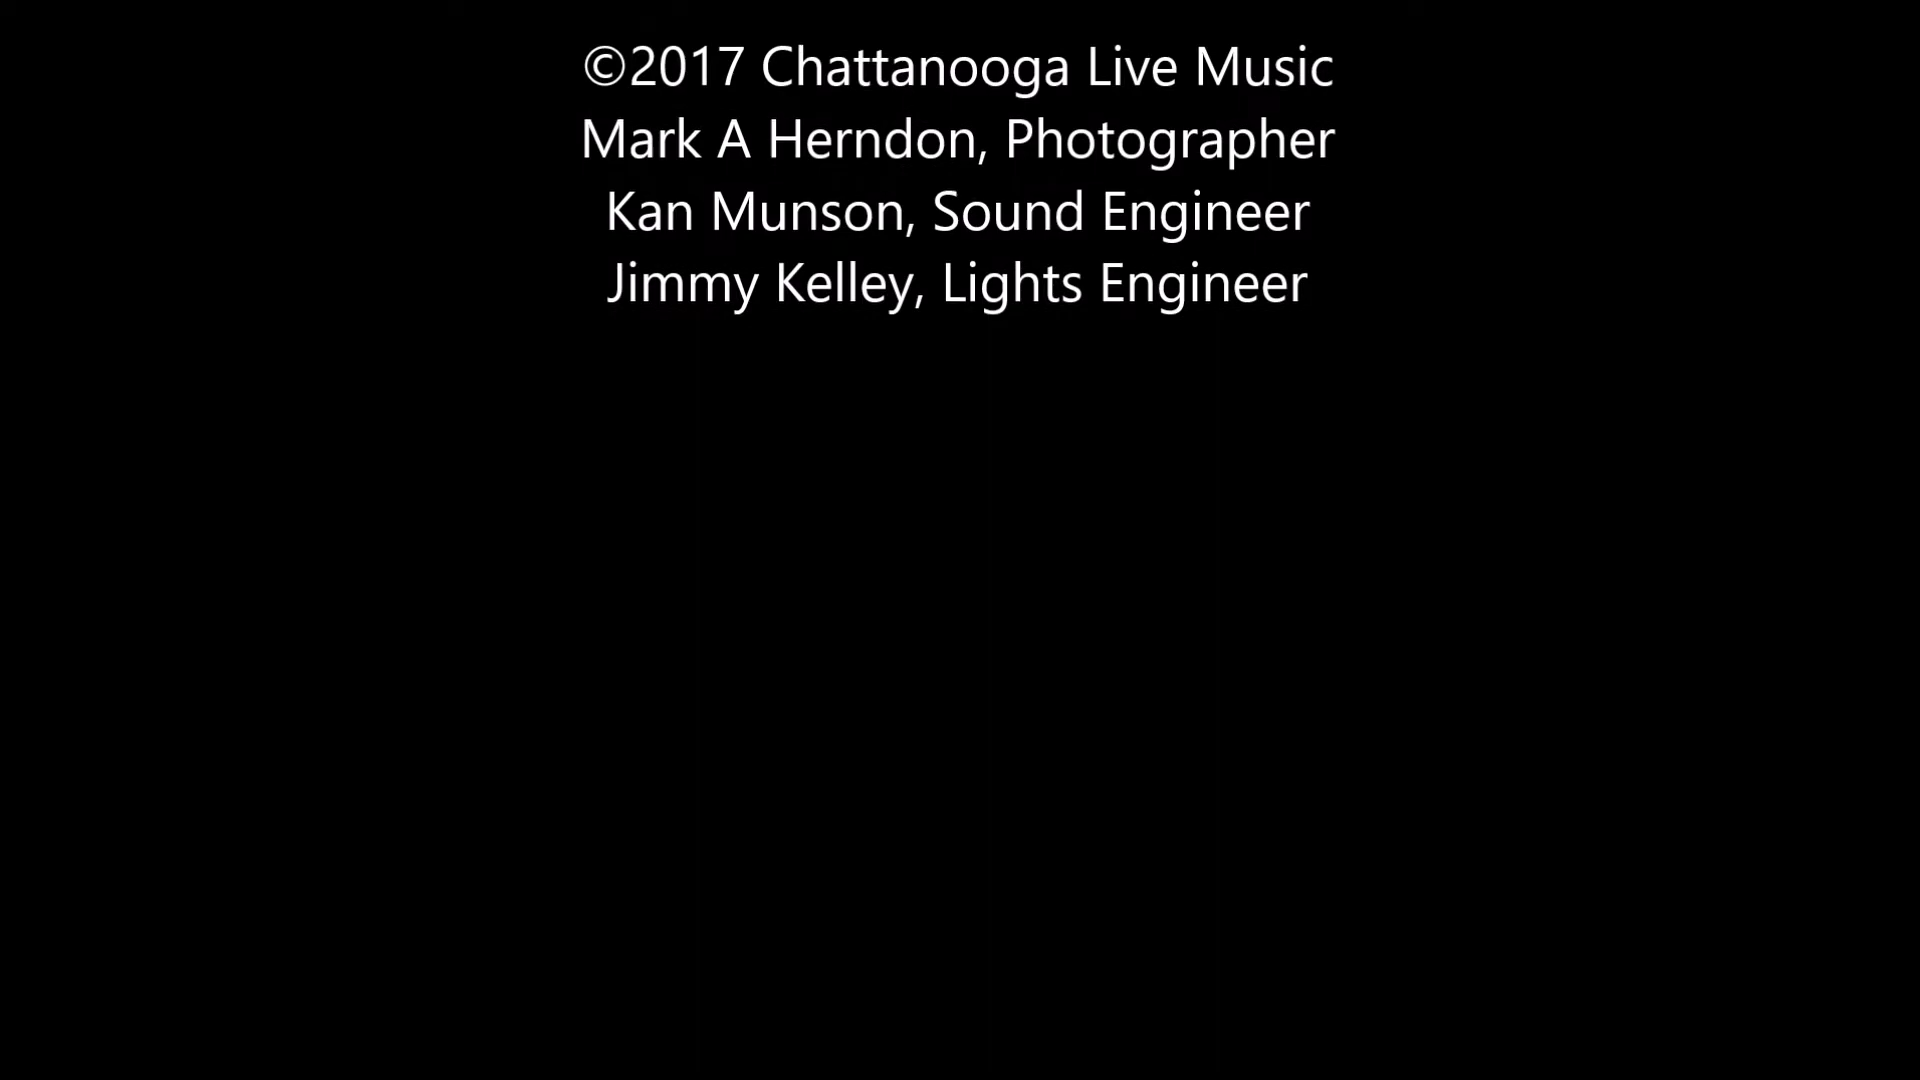 ©2017 Chattanooga Live Music
Mark A Herndon, Photographer
Kan Munson, Sound Engineer
Jimmy Kelley, Lights Engineer